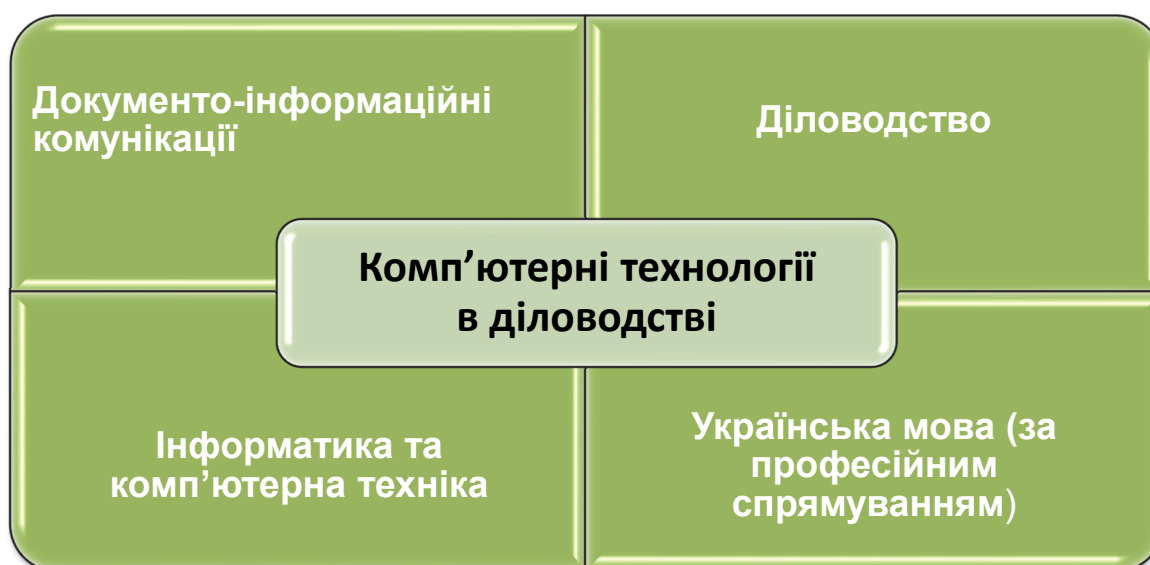 Документо-інформаційні
комунікації
Діловодство
Комп’ютерні технології
в діловодстві
Інформатика та
комп’ютерна техніка
Українська мова (за
професійним
спрямуванням)